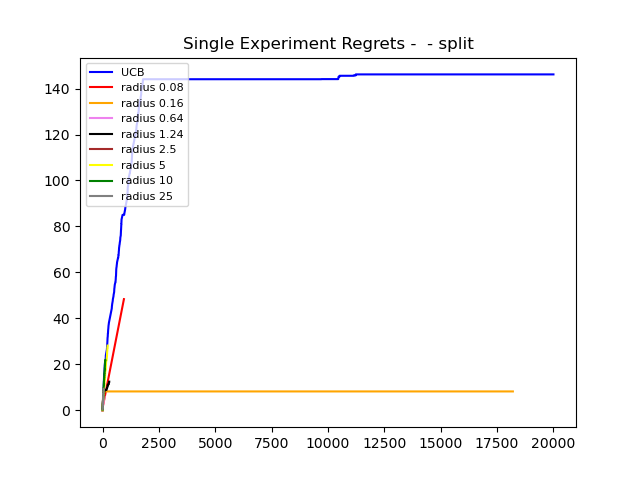 Single Experiment Regrets -  - split
UCB
radius 0.08
radius 0.16
radius 0.64
radius 1.24
radius 2.5
radius 5
radius 10
radius 25
140
120
100
80
60
40
20
0
0 2500 5000 7500 10000 12500 15000 17500 20000